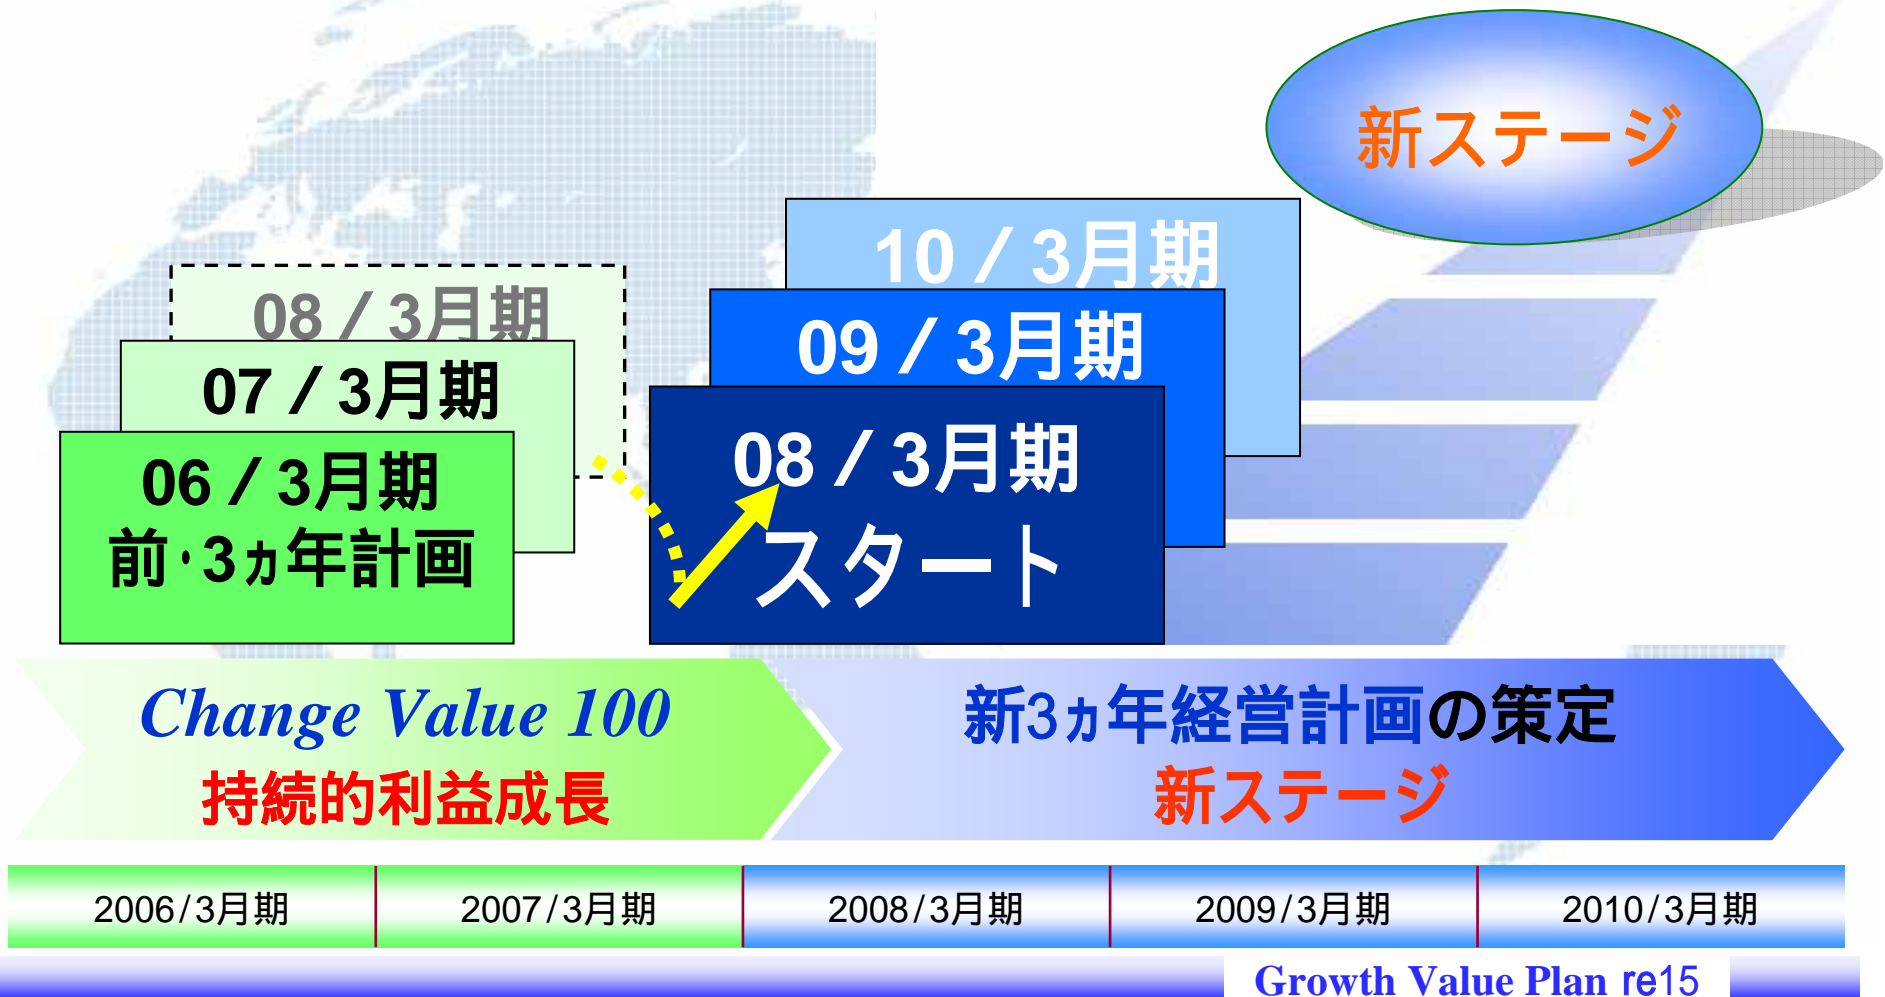 新ステージ
10/3月期
08/3月期
09/3月期
07/3月期
08/3月期
スタート
06/3月期
前・3ヵ年計画
Change Value 100
持続的利益成長
新3ヵ年経営計画の策定
新ステージ
2006/3月期
2007/3月期
2008/3月期
2009/3月期
2010/3月期
Growth Value Plan re15